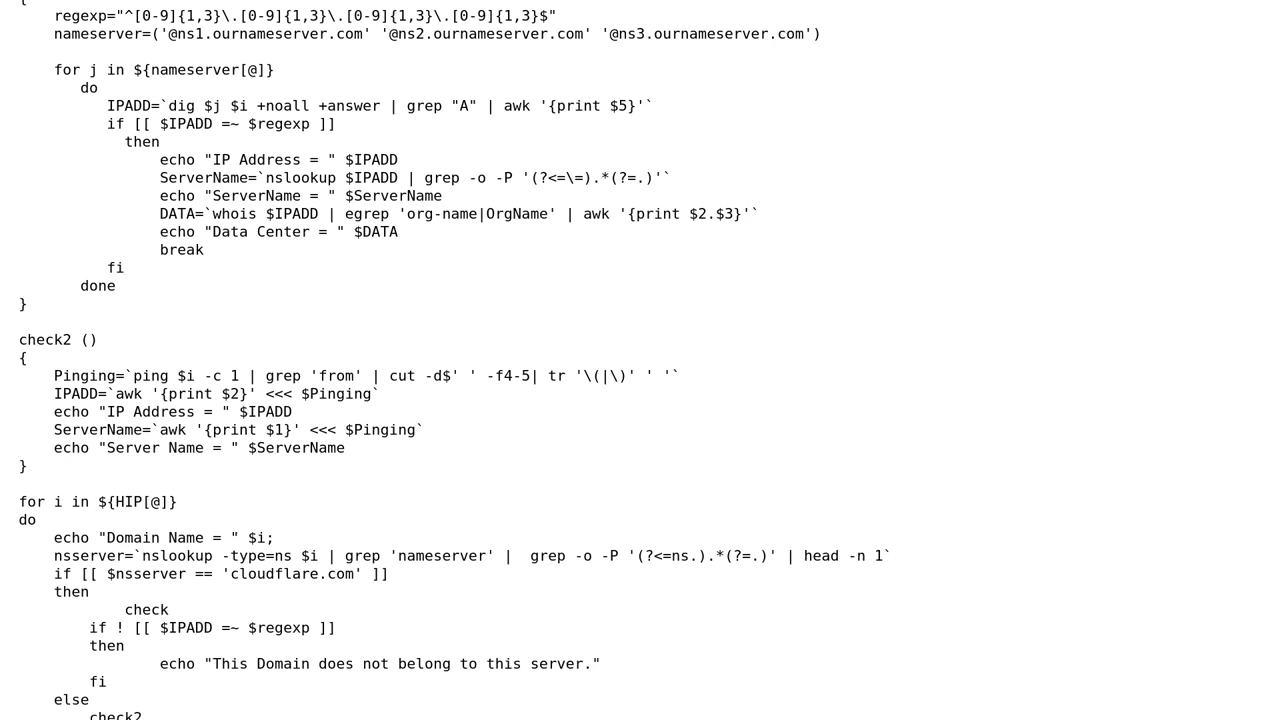 {
    regexp="^[0-9]{1,3}\.[0-9]{1,3}\.[0-9]{1,3}\.[0-9]{1,3}$"
    nameserver=('@ns1.ournameserver.com' '@ns2.ournameserver.com' '@ns3.ournameserver.com')

    for j in ${nameserver[@]}
       do
          IPADD=`dig $j $i +noall +answer | grep "A" | awk '{print $5}'`
          if [[ $IPADD =~ $regexp ]]
            then
                echo "IP Address = " $IPADD
                ServerName=`nslookup $IPADD | grep -o -P '(?<=\=).*(?=.)'`
                echo "ServerName = " $ServerName
                DATA=`whois $IPADD | egrep 'org-name|OrgName' | awk '{print $2.$3}'`
                echo "Data Center = " $DATA
                break
          fi
       done
}

check2 ()
{
    Pinging=`ping $i -c 1 | grep 'from' | cut -d$' ' -f4-5| tr '\(|\)' ' '`
    IPADD=`awk '{print $2}' <<< $Pinging`
    echo "IP Address = " $IPADD
    ServerName=`awk '{print $1}' <<< $Pinging`
    echo "Server Name = " $ServerName
}

for i in ${HIP[@]}
do
    echo "Domain Name = " $i;
    nsserver=`nslookup -type=ns $i | grep 'nameserver' |  grep -o -P '(?<=ns.).*(?=.)' | head -n 1`
    if [[ $nsserver == 'cloudflare.com' ]]
    then
            check
        if ! [[ $IPADD =~ $regexp ]]
        then
                echo "This Domain does not belong to this server."
        fi
    else
        check2